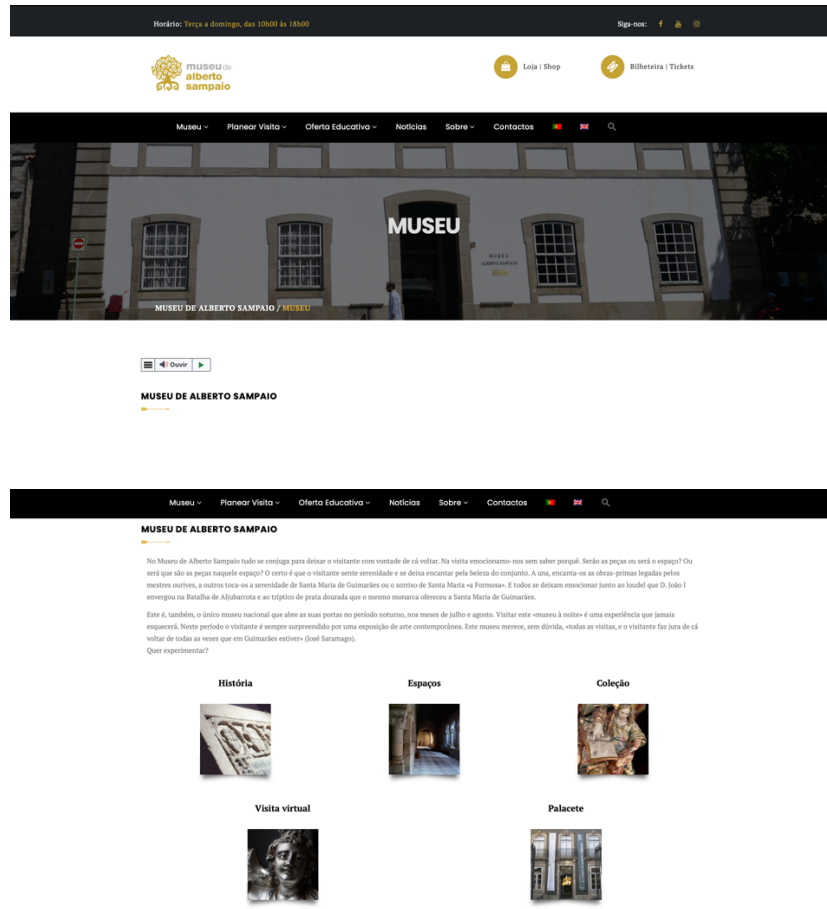 Horário: Terça a domingo, das 10h00 às 18h00
Siga-nos:
museu de
alberto
sampaio
Loja | Shop
Bilheteira | Tickets
Museu Planear Visita Oferta Educativa Notícias Sobre Contactos
MUSEU
MUSEU
ALBERTO SAMPAIO
MUSEU DE ALBERTO SAMPAIO / MUSEU
Ouvir
MUSEU DE ALBERTO SAMPAIO
Museu Planear Visita Oferta Educativa Notícias Sobre Contactos
MUSEU DE ALBERTO SAMPAIO
No Museu de Alberto Sampaio tudo se conjuga para deixar o visitante com vontade de cá voltar. Na visita emocionamo-nos sem saber porquê. Serão as peças ou será o espaço? Ou
será que são as peças naquele espaço? O certo é que o visitante sente serenidade e se deixa encantar pela beleza do conjunto. A uns, encanta-os as obras-primas legadas pelos
mestres ourives, a outros toca-os a serenidade de Santa Maria de Guimarães ou o sorriso de Santa Maria «a Formosa». E todos se deixam emocionar junto ao loudel que D. João I
envergou na Batalha de Aljubarrota e ao tríptico de prata dourada que o mesmo monarca ofereceu a Santa Maria de Guimarães.
Este é, também, o único museu nacional que abre as suas portas no período noturno, nos meses de julho e agosto. Visitar este «museu à noite» é uma experiência que jamais
esquecerá. Neste período o visitante é sempre surpreendido por uma exposição de arte contemporânea. Este museu merece, sem dúvida, «todas as visitas, e o visitante faz jura de cá
voltar de todas as vezes que em Guimarães estiver» (José Saramago).
Quer experimentar?
História Espaços Coleção
Visita virtual Palacete